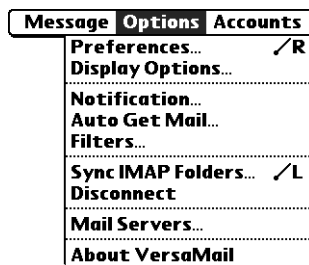 Message Options Accounts
Preferences... ⁄R
Display Options...
Notification...
Auto Get Mail...
Filters...
Sync IMAP Folders... ⁄L
Disconnect
Mail Servers...
About VersaMail